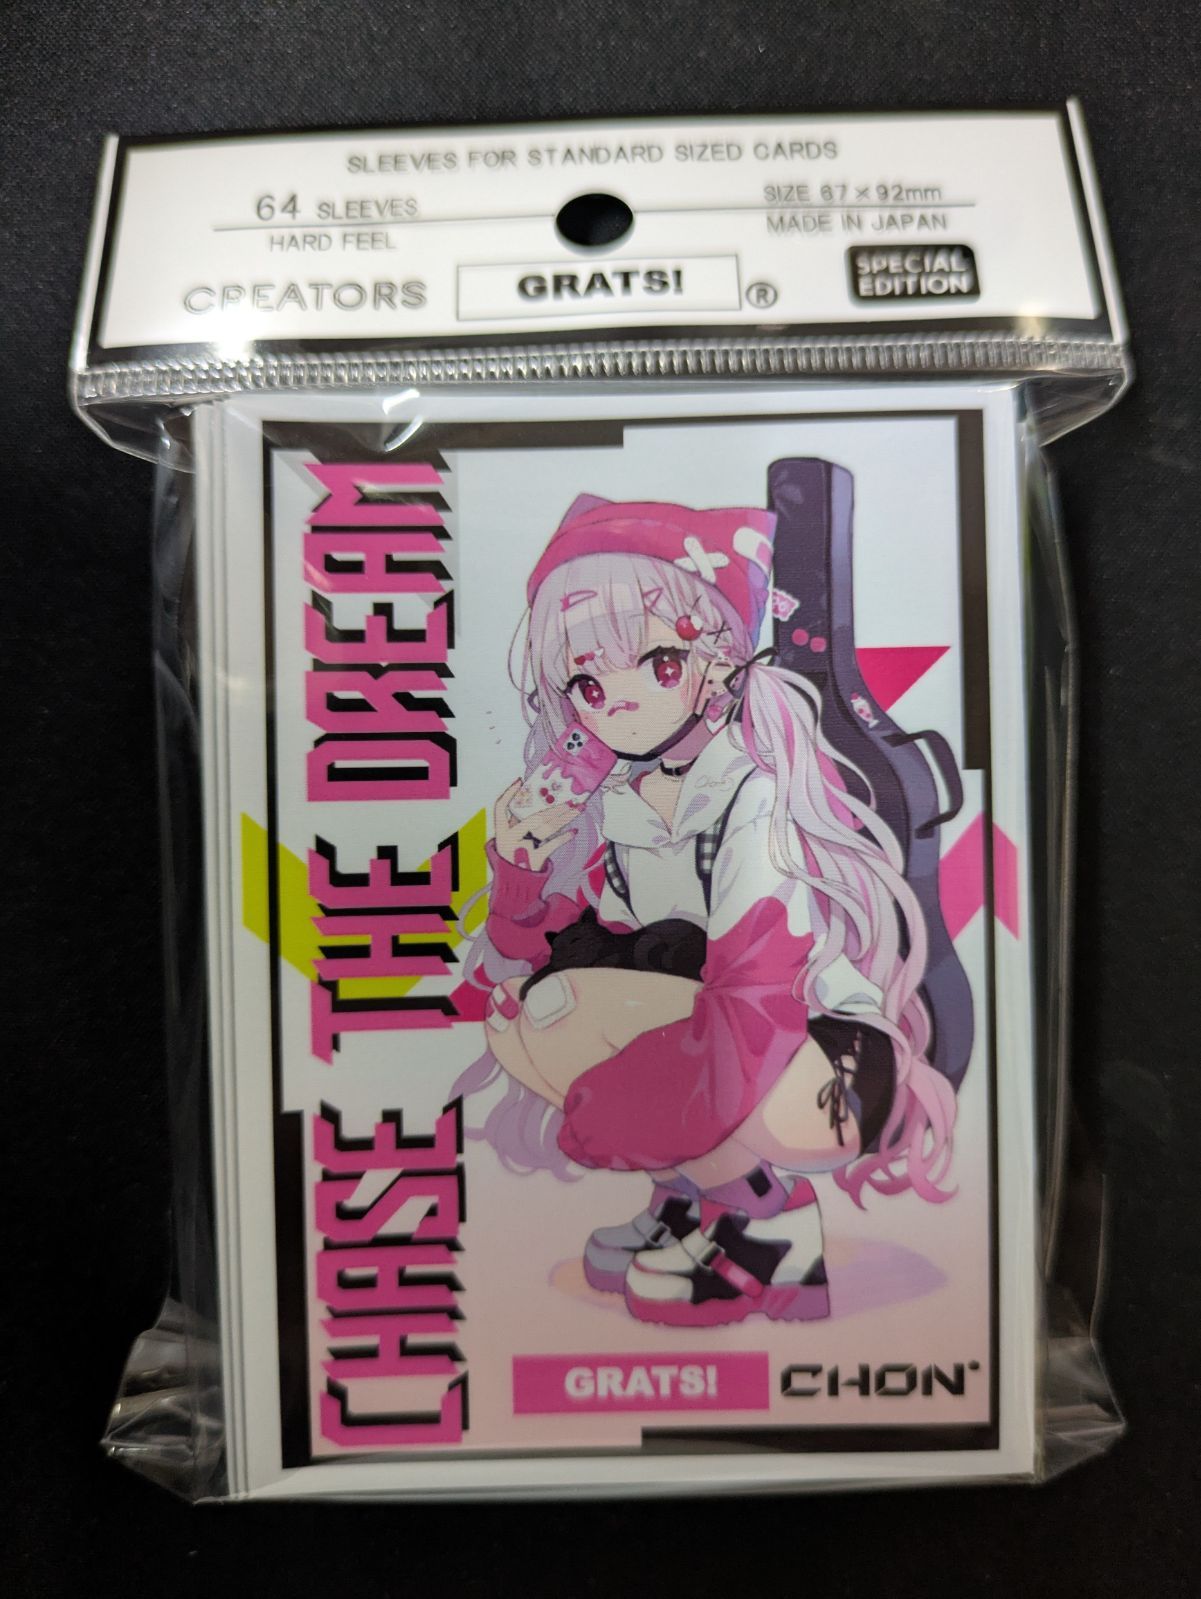 SLEEVES FOR STANDARD SIZED CARDS
64 SLEEVES
HARD FEEL
SIZE 67×92mm
MADE IN JAPAN
CREATORS
GRATS!
®
SPECIAL
EDITION
CHASE THE DREAM
GRATS!
CHON*